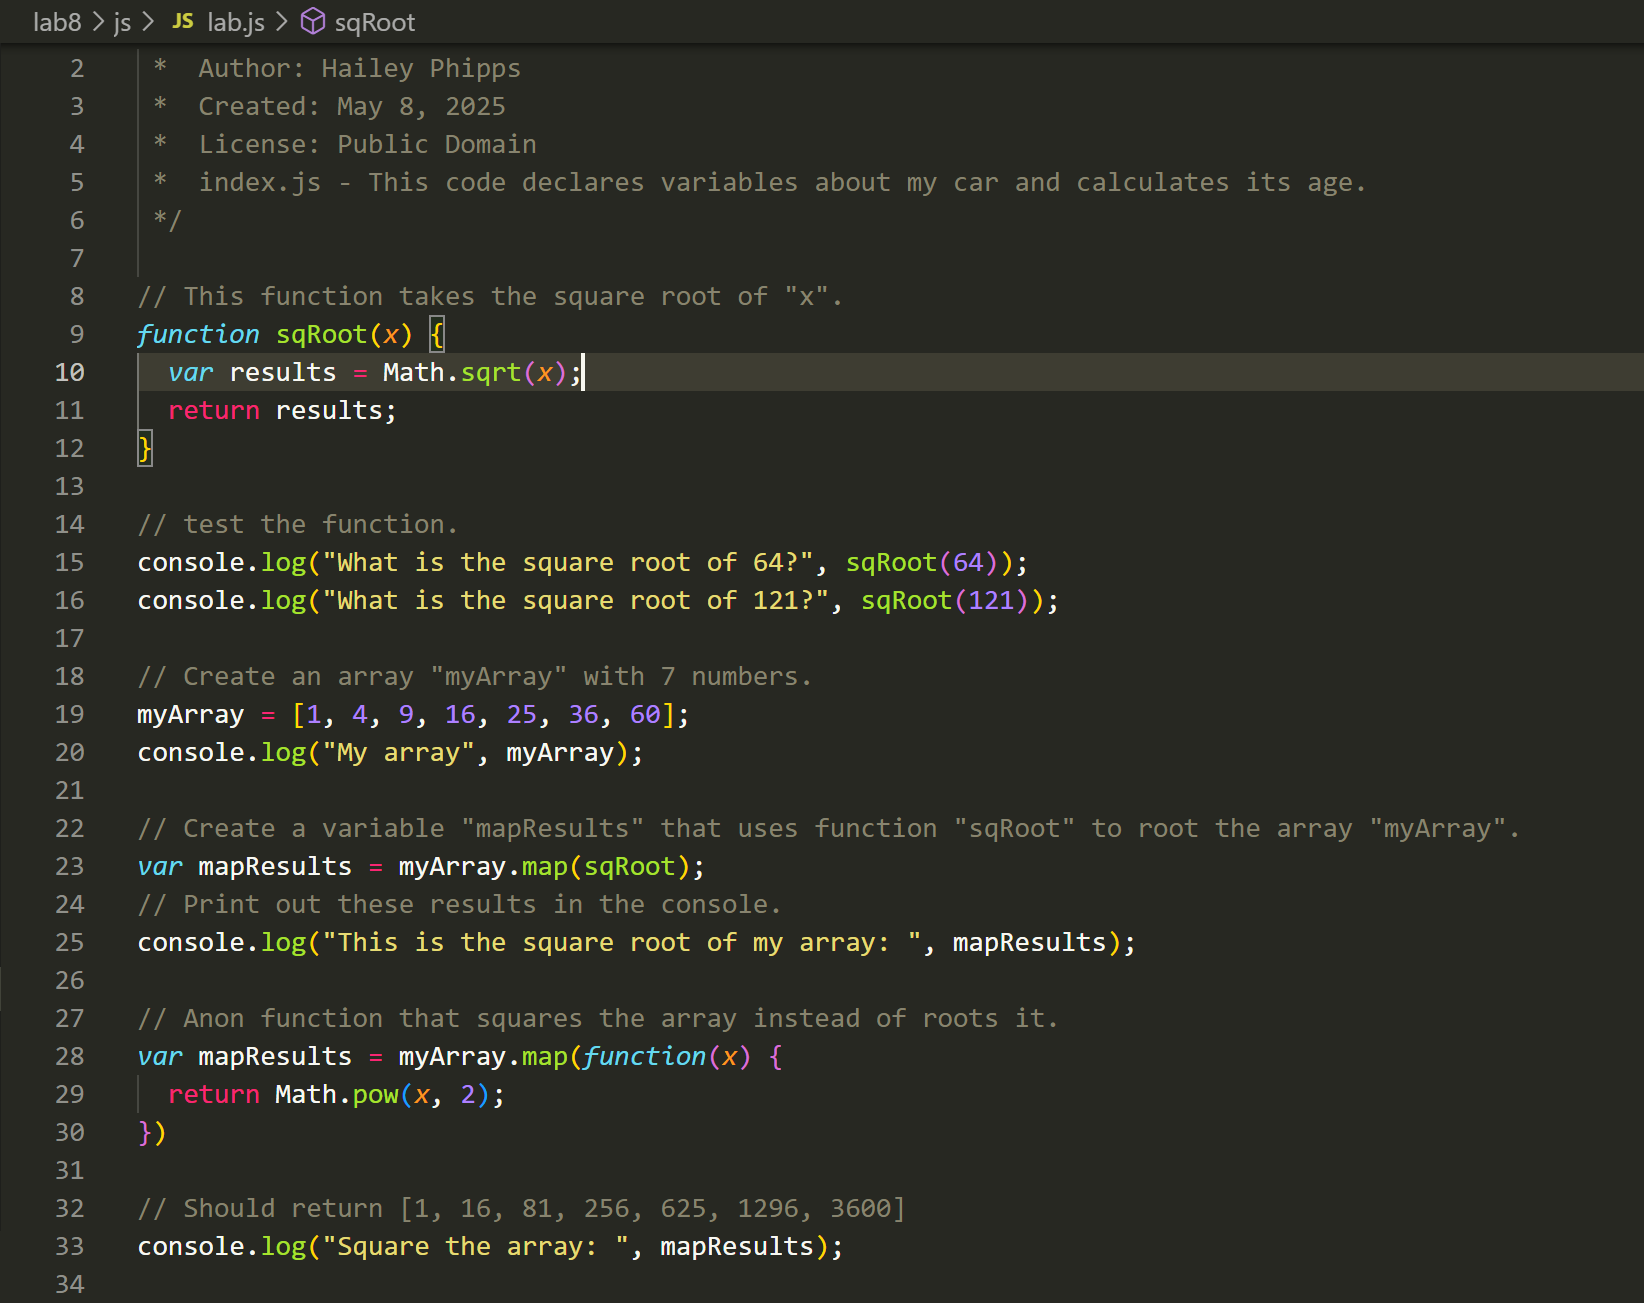 lab8 > js > JS lab.js > sqRoot
2 *  Author: Hailey Phipps
3 *  Created: May 8, 2025
4 *  License: Public Domain
5 *  index.js - This code declares variables about my car and calculates its age.
6 */
7
8 // This function takes the square root of "x".
9 function sqRoot(x) {
10   var results = Math.sqrt(x);
11   return results;
12 }
13
14 // test the function.
15 console.log("What is the square root of 64?", sqRoot(64));
16 console.log("What is the square root of 121?", sqRoot(121));
17
18 // Create an array "myArray" with 7 numbers.
19 myArray = [1, 4, 9, 16, 25, 36, 60];
20 console.log("My array", myArray);
21
22 // Create a variable "mapResults" that uses function "sqRoot" to root the array "myArray".
23 var mapResults = myArray.map(sqRoot);
24 // Print out these results in the console.
25 console.log("This is the square root of my array: ", mapResults);
26
27 // Anon function that squares the array instead of roots it.
28 var mapResults = myArray.map(function(x) {
29   return Math.pow(x, 2);
30 })
31
32 // Should return [1, 16, 81, 256, 625, 1296, 3600]
33 console.log("Square the array: ", mapResults);
34